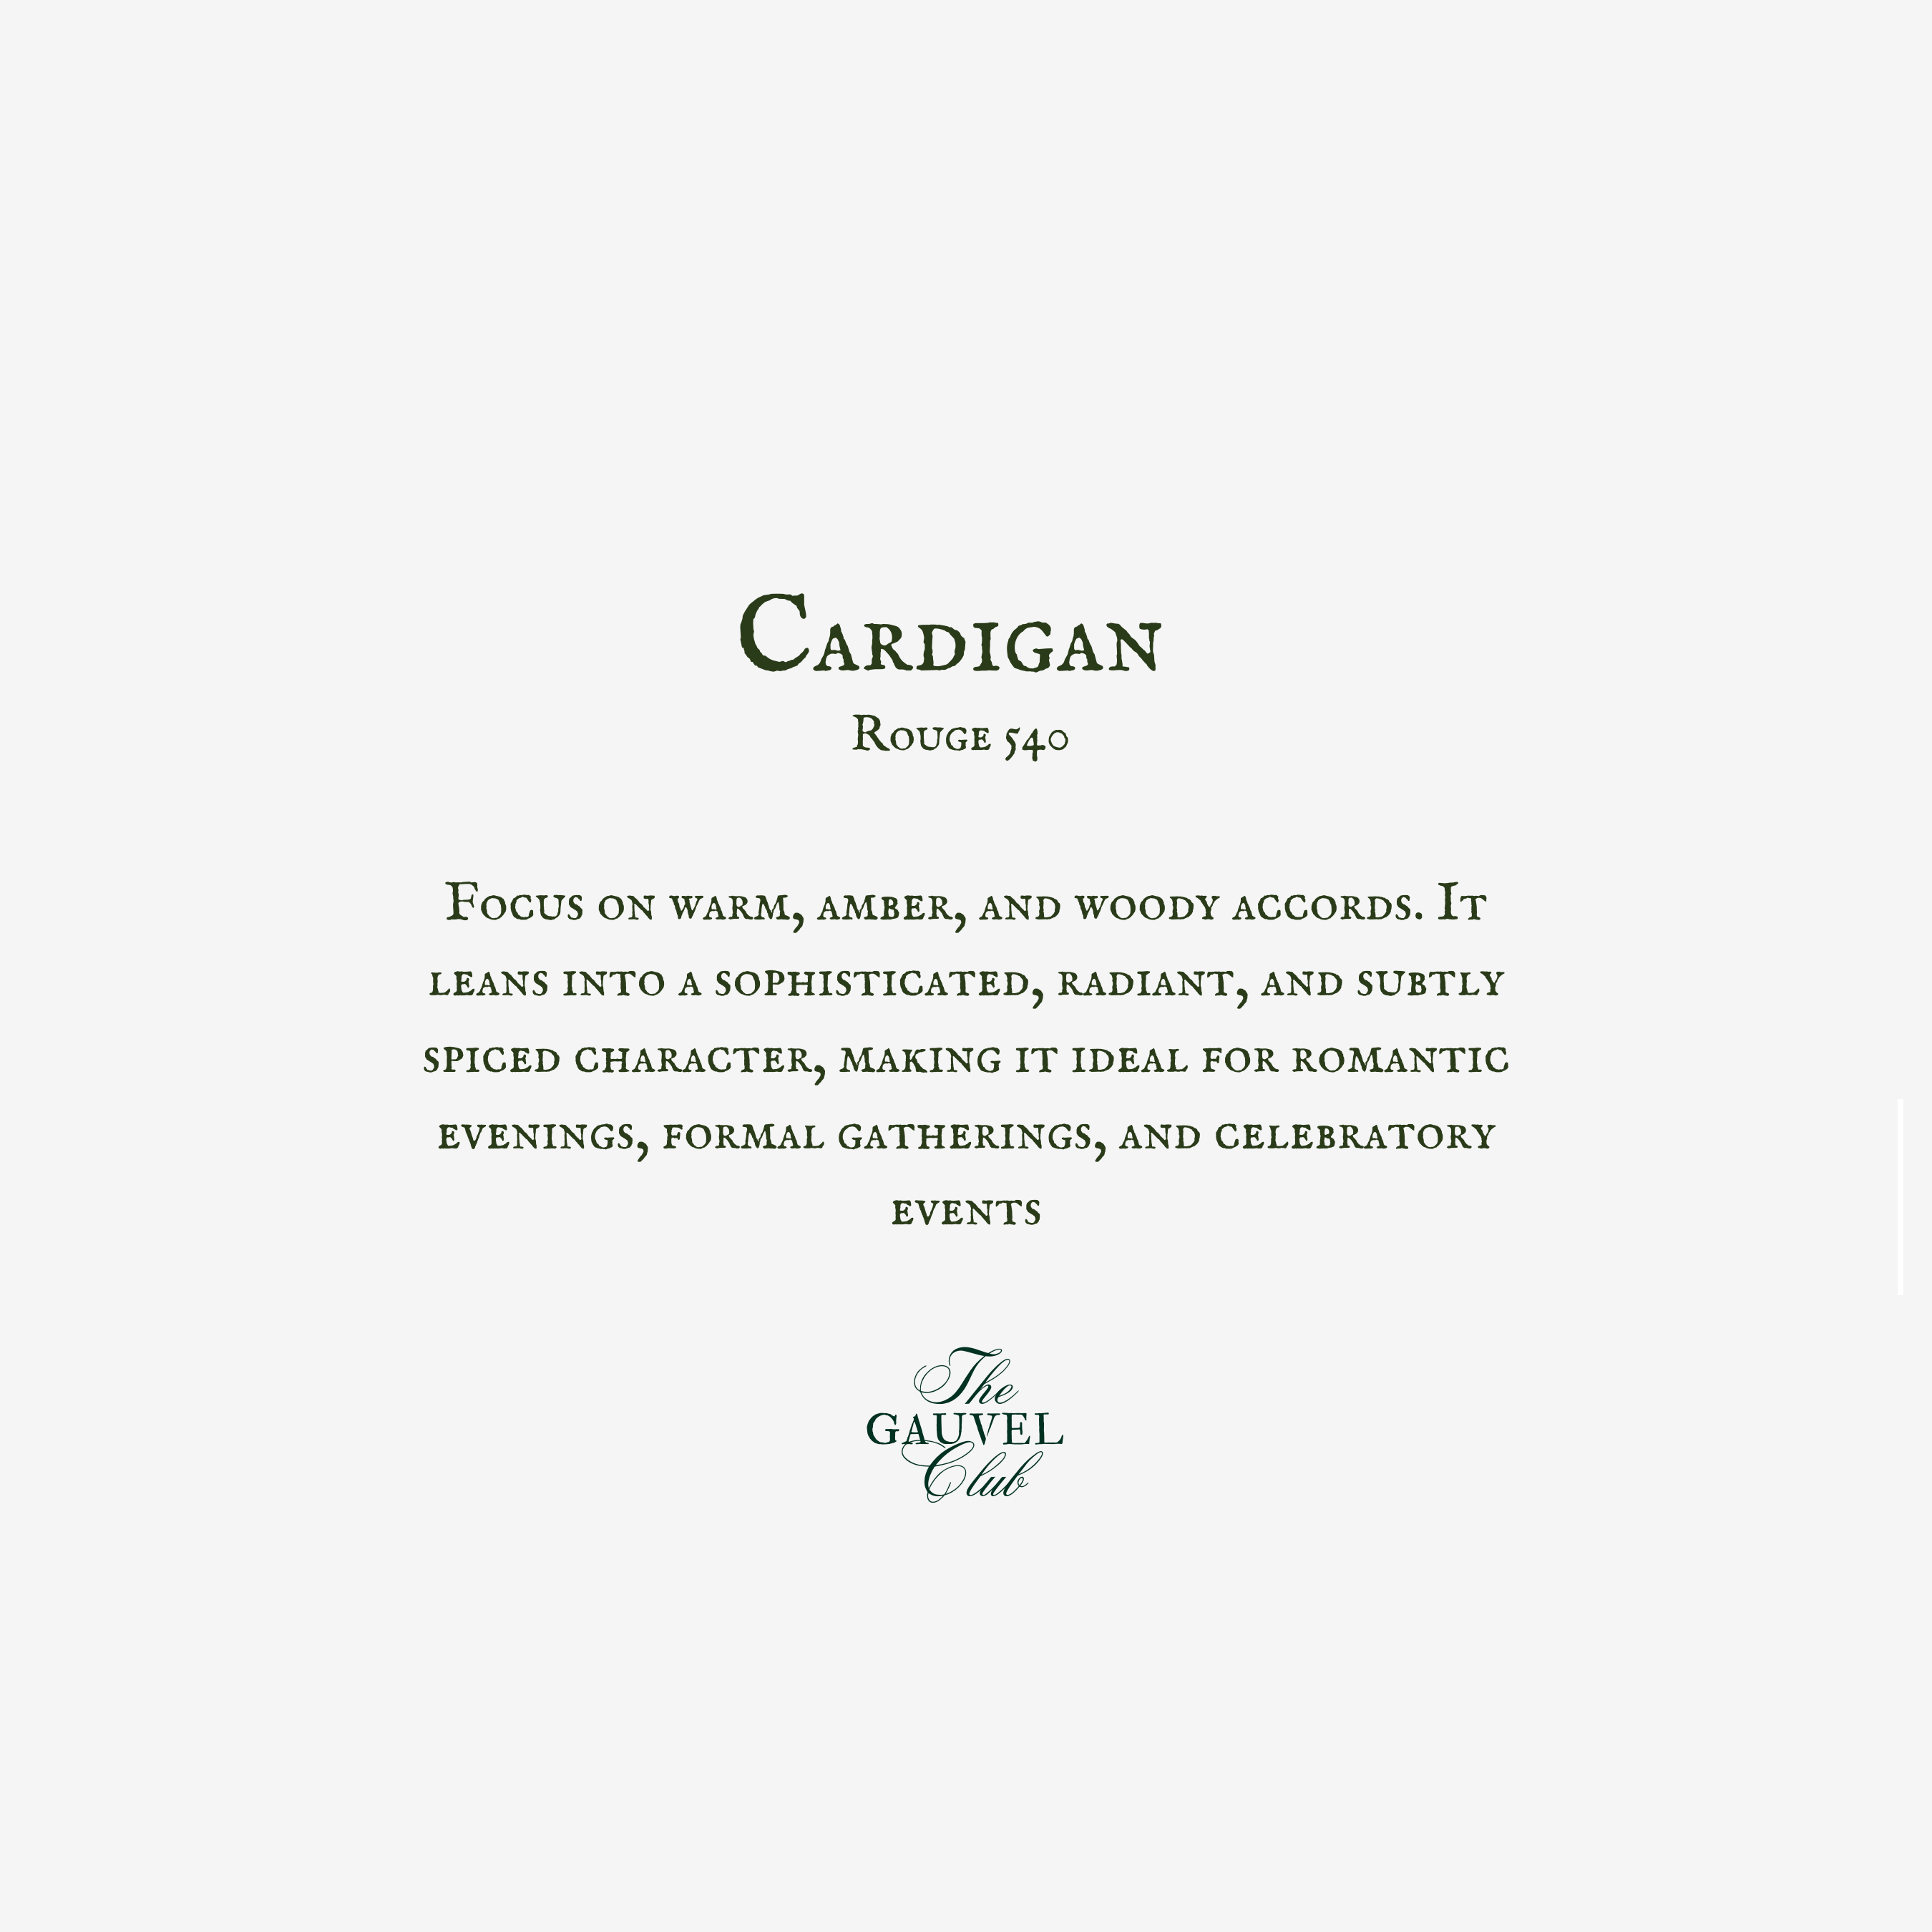 Cardigan
Rouge 540
Focus on warm, amber, and woody accords. It
leans into a sophisticated, radiant, and subtly
spiced character, making it ideal for romantic
evenings, formal gatherings, and celebratory
events
The
GAUVEL
Club